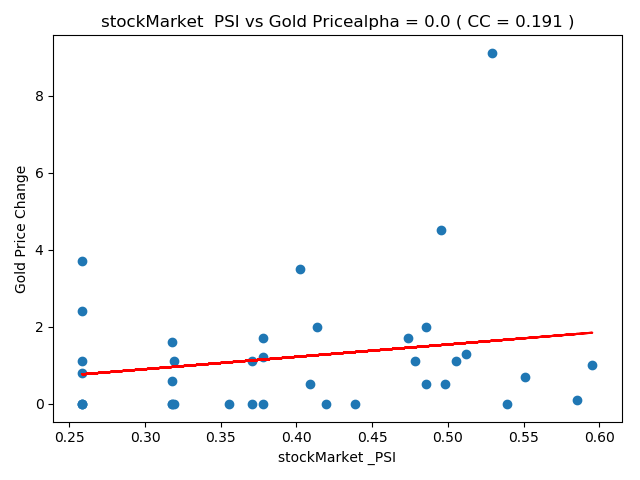 stockMarket  PSI vs Gold Pricealpha = 0.0 ( CC = 0.191 )
Gold Price Change
8
6
4
2
0
0.25 0.30 0.35 0.40 0.45 0.50 0.55 0.60
stockMarket _PSI